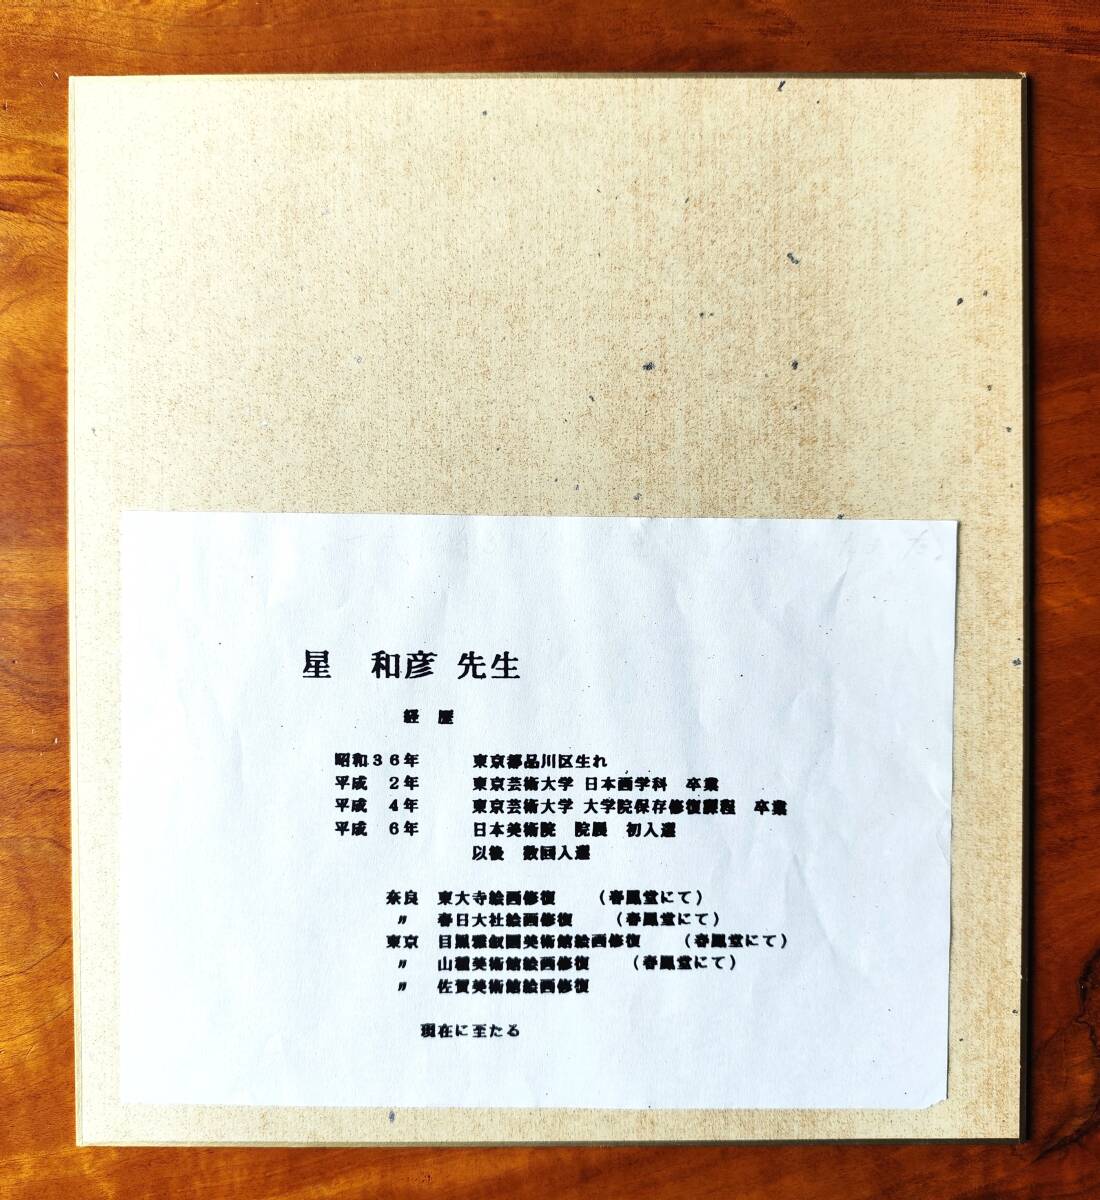 星 和彦 先生
経 歴
昭和36年 東京都品川区生れ
平成 2年 東京芸術大学 日本画学科 卒業
平成 4年 東京芸術大学 大学院保存修復課程 卒業
平成 6年 日本美術院 院展 初入選
以後 数回入選
奈良 東大寺絵画修復 (春鳳堂にて)
〃 春日大社絵画修復 (春鳳堂にて)
東京 目黒雅叙園美術館絵画修復 (春鳳堂にて)
〃 山種美術館絵画修復 (春鳳堂にて)
〃 佐賀美術館絵画修復
現在に至たる